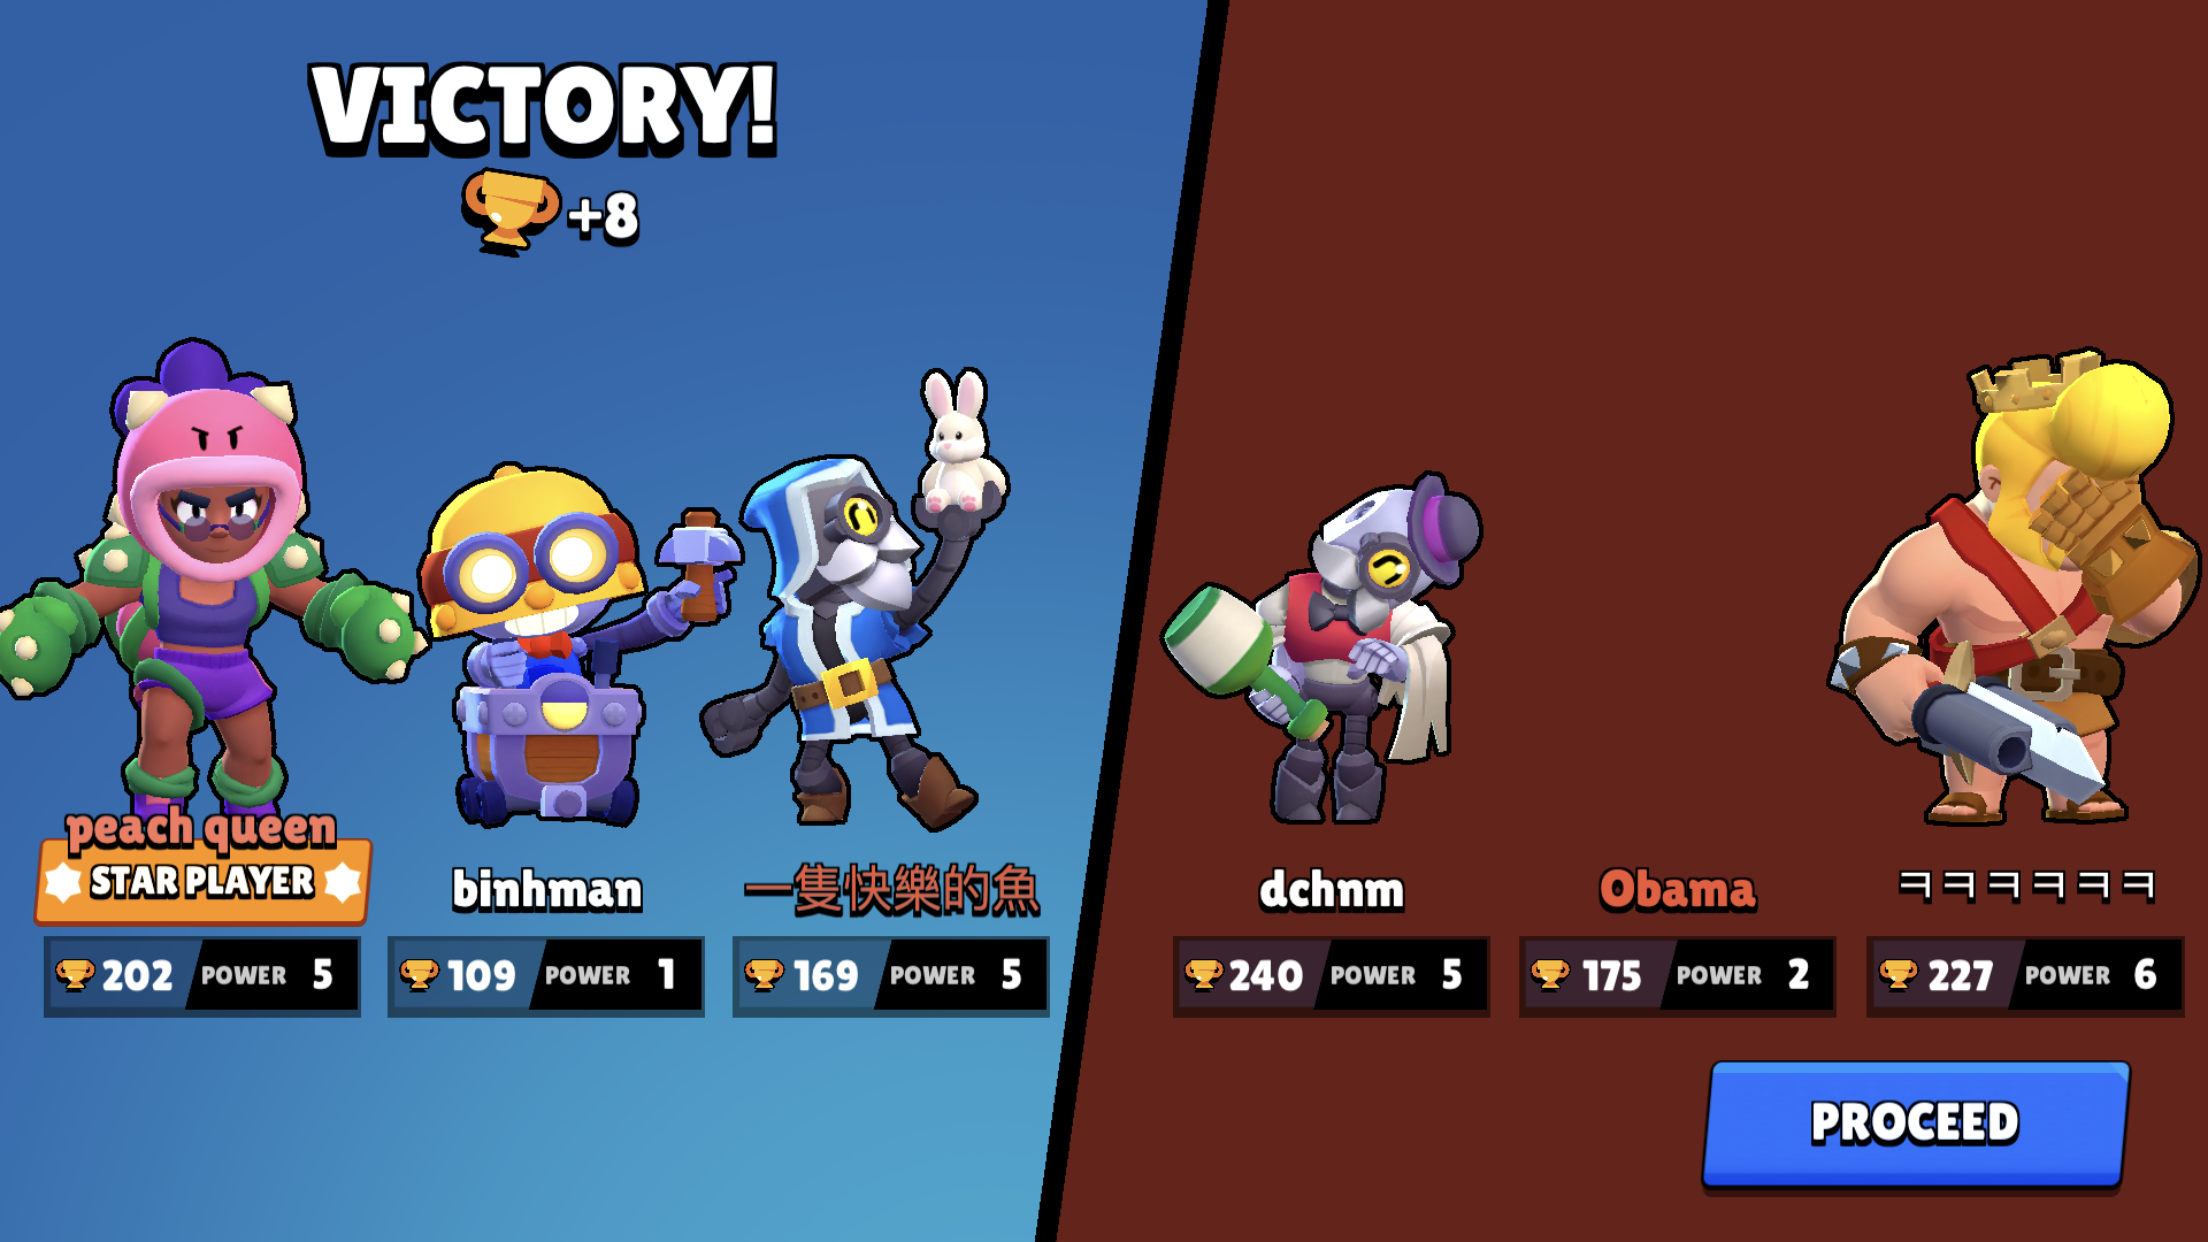 VICTORY!
+8
peach queen
STAR PLAYER
binhman
一隻快樂的魚
dchnm
Obama
ㅋㅋㅋㅋㅋㅋ
202 POWER 5
109 POWER 1
169 POWER 5
240 POWER 5
175 POWER 2
227 POWER 6
PROCEED